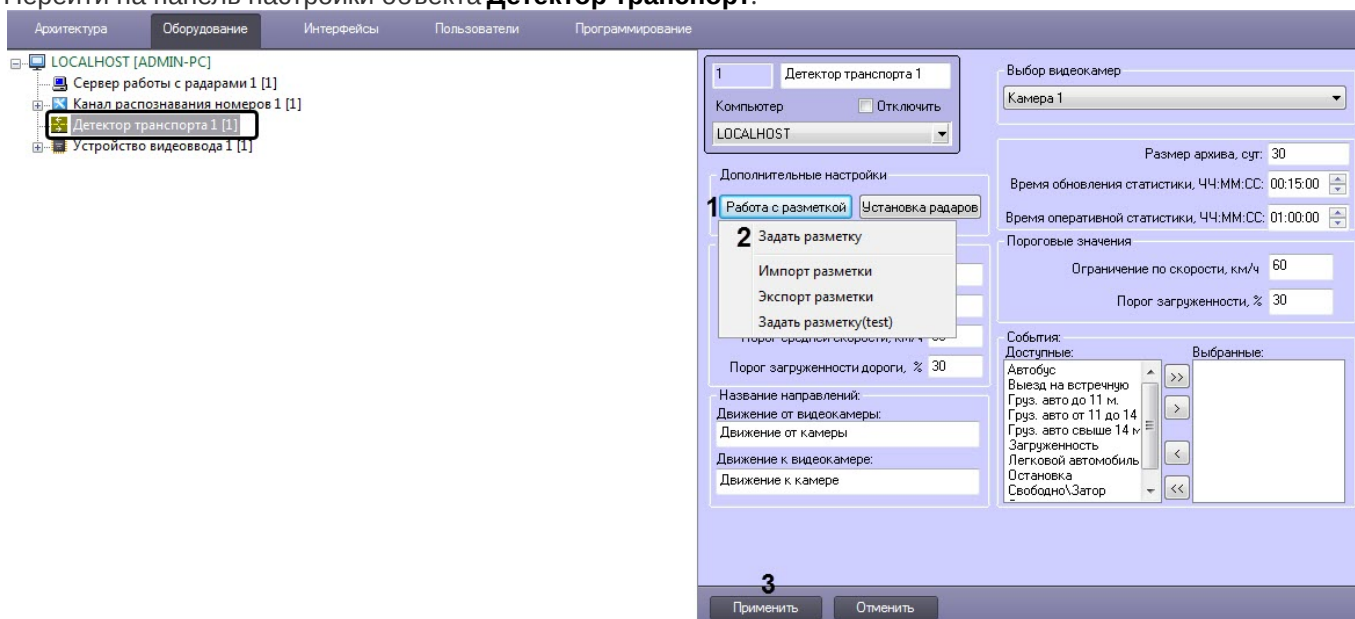 Перейти на панель настройки объекта Детектор транспорт.
Архитектура Оборудование Интерфейсы Пользователи Программирование
LOCALHOST [ADMIN-PC]
Сервер работы с радарами 1 [1]
Канал распознавания номеров 1 [1]
Детектор транспорта 1 [1]
Устройство видеоввода 1 [1]
1 Детектор транспорта 1
Компьютер Отключить
LOCALHOST
Дополнительные настройки
1 Работа с разметкой Установка радаров
2 Задать разметку
Импорт разметки
Экспорт разметки
Задать разметку(test)
Порог средней скорости, км/ч
Порог загруженности дороги, % 30
Название направлений:
Движение от видеокамеры:
Движение от камеры
Движение к видеокамере:
Движение к камере
Выбор видеокамер
Камера 1
Размер архива, сут: 30
Время обновления статистики, ЧЧ:ММ:СС: 00:15:00
Время оперативной статистики, ЧЧ:ММ:СС: 01:00:00
Пороговые значения
Ограничение по скорости, км/ч 60
Порог загруженности, % 30
События:
Доступные: Выбранные:
Автобус
Выезд на встречную
Груз. авто до 11 м.
Груз. авто от 11 до 14
Груз. авто свыше 14 м
Загруженность
Легковой автомобиль
Остановка
Свободно\Затор
>>
>
<
<<
3
Применить Отменить